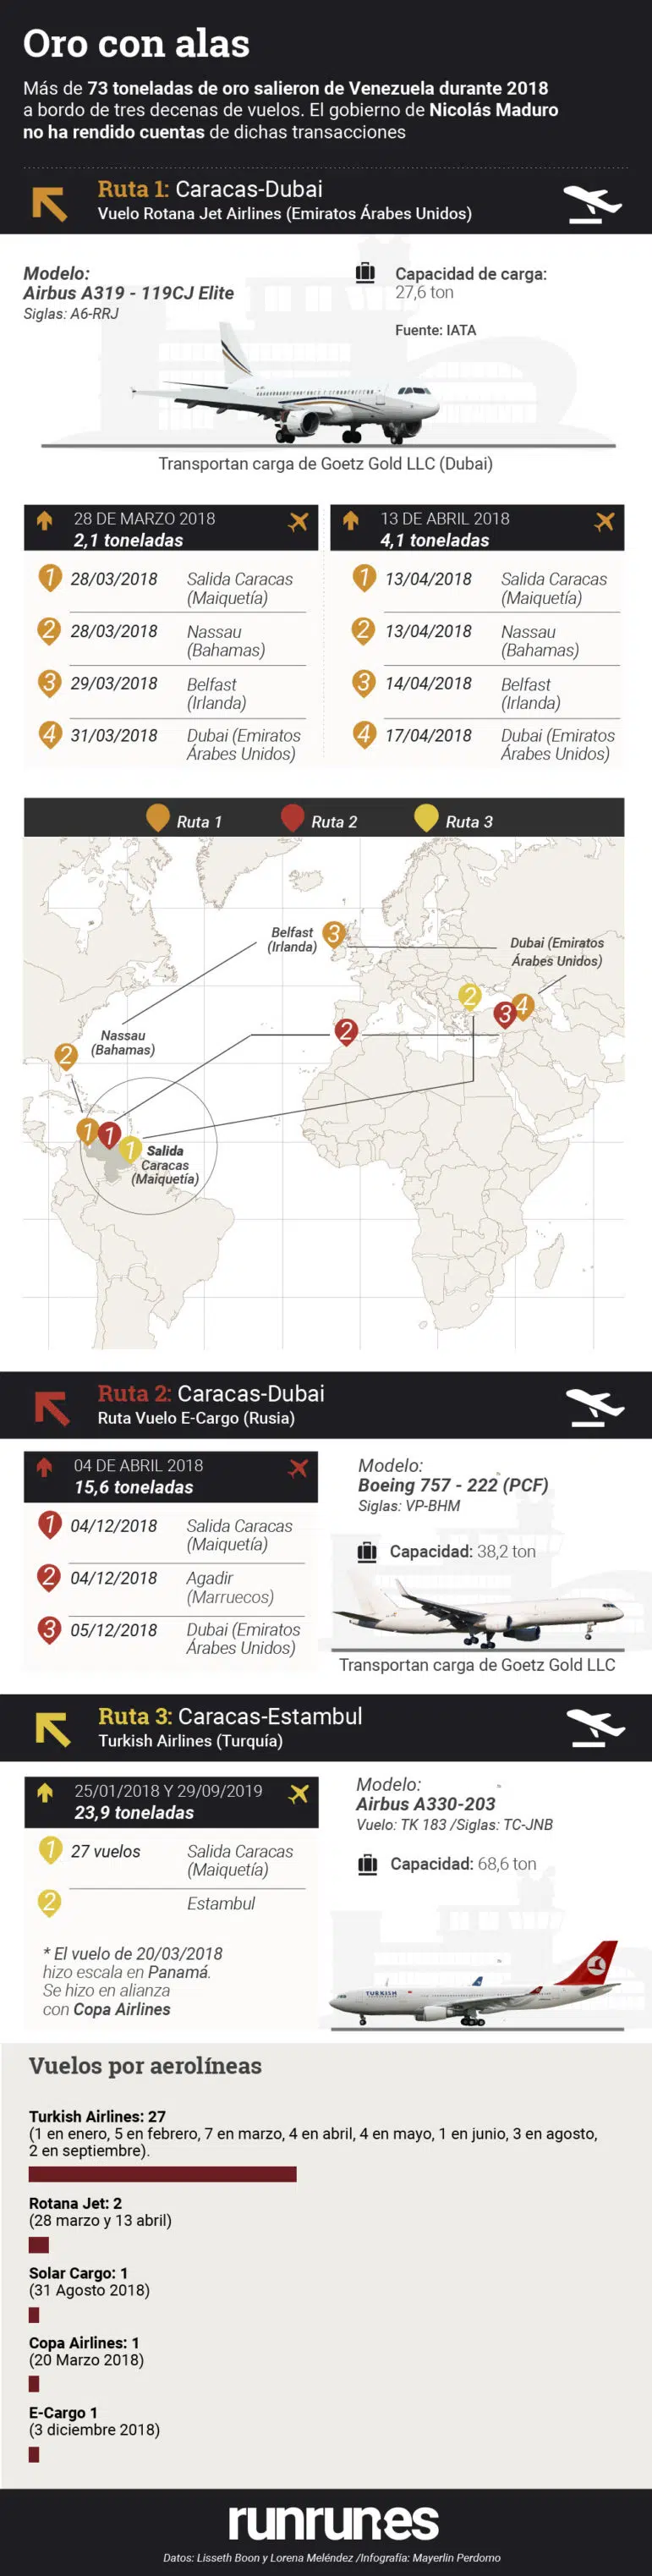 Oro con alas
Más de 73 toneladas de oro salieron de Venezuela durante 2018
a bordo de tres decenas de vuelos. El gobierno de Nicolás Maduro
no ha rendido cuentas de dichas transacciones
Ruta 1: Caracas-Dubai
Vuelo Rotana Jet Airlines (Emiratos Árabes Unidos)
Modelo:
Airbus A319 - 119CJ Elite
Siglas: A6-RRJ
Capacidad de carga:
27,6 ton
Fuente: IATA
Transportan carga de Goetz Gold LLC (Dubai)
28 DE MARZO 2018
2,1 toneladas
1 28/03/2018 Salida Caracas
(Maiquetía)
2 28/03/2018 Nassau
(Bahamas)
3 29/03/2018 Belfast
(Irlanda)
4 31/03/2018 Dubai (Emiratos
Árabes Unidos)
13 DE ABRIL 2018
4,1 toneladas
1 13/04/2018 Salida Caracas
(Maiquetía)
2 13/04/2018 Nassau
(Bahamas)
3 14/04/2018 Belfast
(Irlanda)
4 17/04/2018 Dubai (Emiratos
Árabes Unidos)
Ruta 1 Ruta 2 Ruta 3
Belfast
(Irlanda)
3
Dubai (Emiratos
Árabes Unidos)
2
3
4
2
Nassau
(Bahamas)
2
1
1
1
Salida
Caracas
(Maiquetía)
Ruta 2: Caracas-Dubai
Ruta Vuelo E-Cargo (Rusia)
04 DE ABRIL 2018
15,6 toneladas
1 04/12/2018 Salida Caracas
(Maiquetía)
2 04/12/2018 Agadir
(Marruecos)
3 05/12/2018 Dubai (Emiratos
Árabes Unidos)
Modelo:
Boeing 757 - 222 (PCF)
Siglas: VP-BHM
Capacidad: 38,2 ton
Transportan carga de Goetz Gold LLC
Ruta 3: Caracas-Estambul
Turkish Airlines (Turquía)
25/01/2018 Y 29/09/2019
23,9 toneladas
1 27 vuelos Salida Caracas
(Maiquetía)
2 Estambul
* El vuelo de 20/03/2018
hizo escala en Panamá.
Se hizo en alianza
con Copa Airlines
Modelo:
Airbus A330-203
Vuelo: TK 183 /Siglas: TC-JNB
Capacidad: 68,6 ton
TURKISH
Vuelos por aerolíneas
Turkish Airlines: 27
(1 en enero, 5 en febrero, 7 en marzo, 4 en abril, 4 en mayo, 1 en junio, 3 en agosto,
2 en septiembre).
Rotana Jet: 2
(28 marzo y 13 abril)
Solar Cargo: 1
(31 Agosto 2018)
Copa Airlines: 1
(20 Marzo 2018)
E-Cargo 1
(3 diciembre 2018)
runrunes
Datos: Lisseth Boon y Lorena Meléndez /Infografía: Mayerlin Perdomo